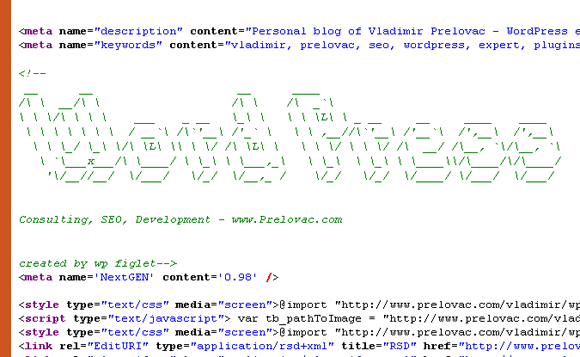 <meta name="description" content="Personal blog of Vladimir Prelovac - WordPress e
<meta name="keywords" content="vladimir, prelovac, seo, wordpress, expert, plugins
<!--
WordPress
Consulting, SEO, Development - www.Prelovac.com
created by wp figlet-->
<meta name='NextGEN' content='0.98' />
<style type="text/css" media="screen">@import "http://www.prelovac.com/vladimir/wp
<script type="text/javascript"> var tb_pathToImage = "http://www.prelovac.com/vlad
<style type="text/css" media="screen">@import "http://www.prelovac.com/vladimir/wp
<link rel="EditURI" type="application/rsd+xml" title="RSD" href="http://www.prelov